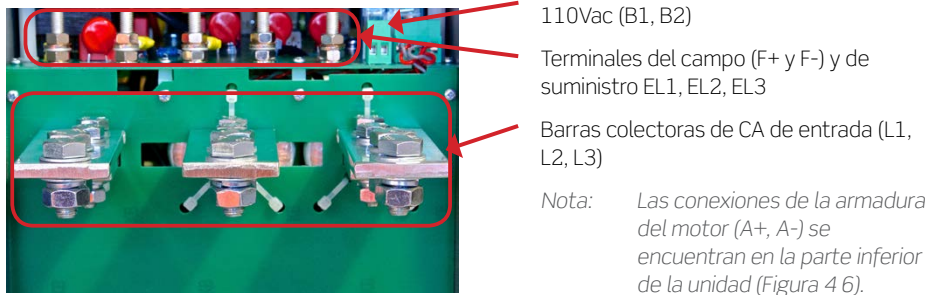 110Vac (B1, B2)
Terminales del campo (F+ y F-) y de
suministro EL1, EL2, EL3
Barras colectoras de CA de entrada (L1,
L2, L3)
Nota: Las conexiones de la armadura
del motor (A+, A-) se
encuentran en la parte inferior
de la unidad (Figura 4 6).